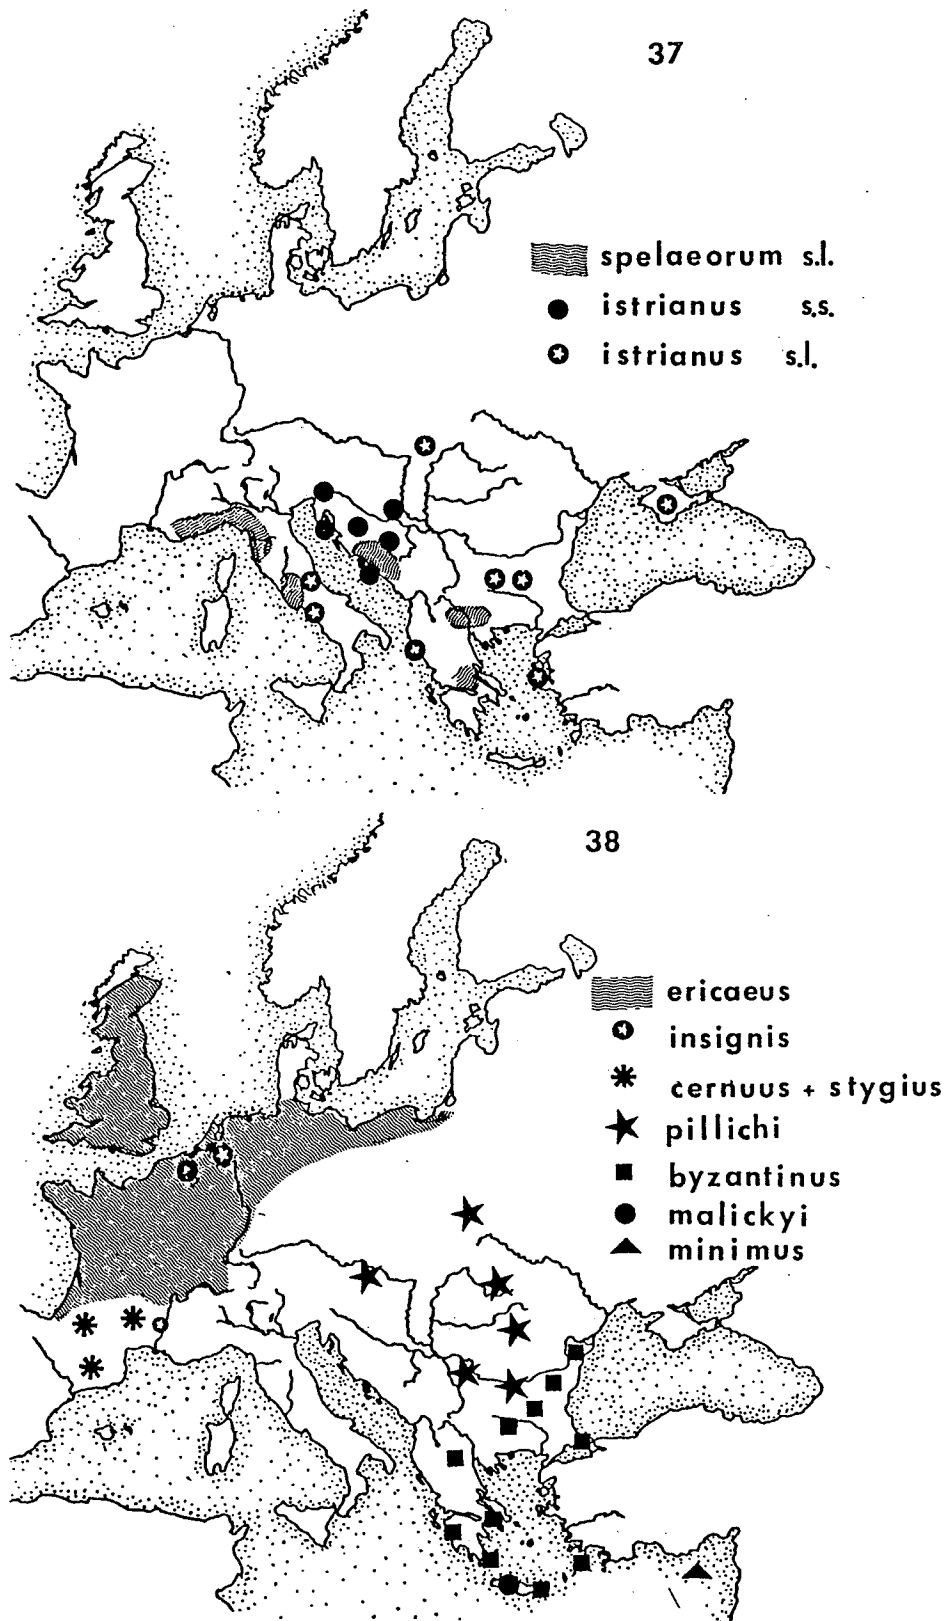 37
spelaeorum s.l.
istrianus s.s.
istrianus s.l.
38
ericaeus
insignis
cernuus + stygius
pillichi
byzantinus
malickyi
minimus